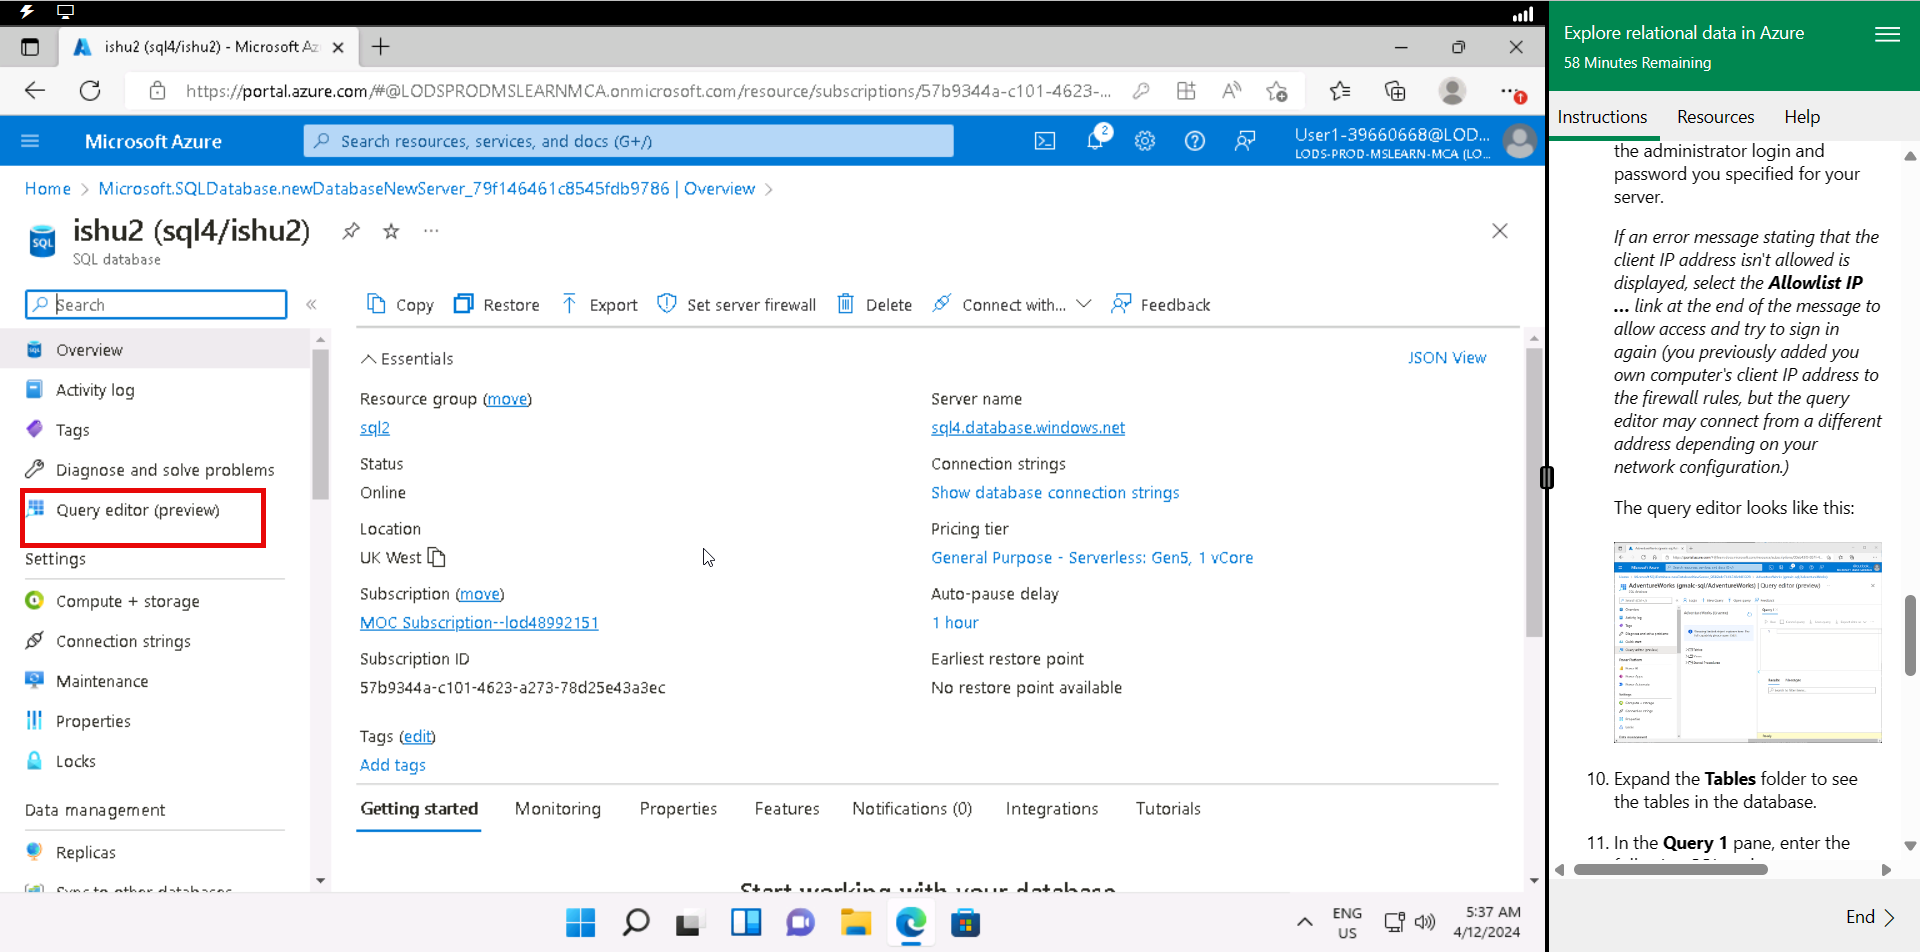 ishu2 (sql4/ishu2) - Microsoft Az
https://portal.azure.com/#@LODSPRODMSLEARNMCA.onmicrosoft.com/resource/subscriptions/57b9344a-c101-4623-...
Microsoft Azure
Search resources, services, and docs (G+/)
2
User1-39660668@LOD...
LODS-PROD-MSLEARN-MCA (LO...
Home > Microsoft.SQLDatabase.newDatabaseNewServer_79f146461c8545fdb9786 | Overview >
SQL
ishu2 (sql4/ishu2)
SQL database
Search
Overview
Activity log
Tags
Diagnose and solve problems
Query editor (preview)
Settings
Compute + storage
Connection strings
Maintenance
Properties
Locks
Data management
Replicas
Sync to other databases
Copy
Restore
Export
Set server firewall
Delete
Connect with...
Feedback
Essentials
JSON View
Resource group (move)
sql2
Status
Online
Location
UK West
Subscription (move)
MOC Subscription--lod48992151
Subscription ID
57b9344a-c101-4623-a273-78d25e43a3ec
Server name
sql4.database.windows.net
Connection strings
Show database connection strings
Pricing tier
General Purpose - Serverless: Gen5, 1 vCore
Auto-pause delay
1 hour
Earliest restore point
No restore point available
Tags (edit)
Add tags
Getting started
Monitoring
Properties
Features
Notifications (0)
Integrations
Tutorials
Start working with your database
ENG
US
5:37 AM
4/12/2024
Explore relational data in Azure
58 Minutes Remaining
Instructions
Resources
Help
the administrator login and
password you specified for your
server.
If an error message stating that the
client IP address isn't allowed is
displayed, select the Allowlist IP
... link at the end of the message to
allow access and try to sign in
again (you previously added you
own computer's client IP address to
the firewall rules, but the query
editor may connect from a different
address depending on your
network configuration.)
The query editor looks like this:
AdventureWorks (gmalc-sql/AdventureWorks) | Query editor (preview)
10. Expand the Tables folder to see
the tables in the database.
11. In the Query 1 pane, enter the
End